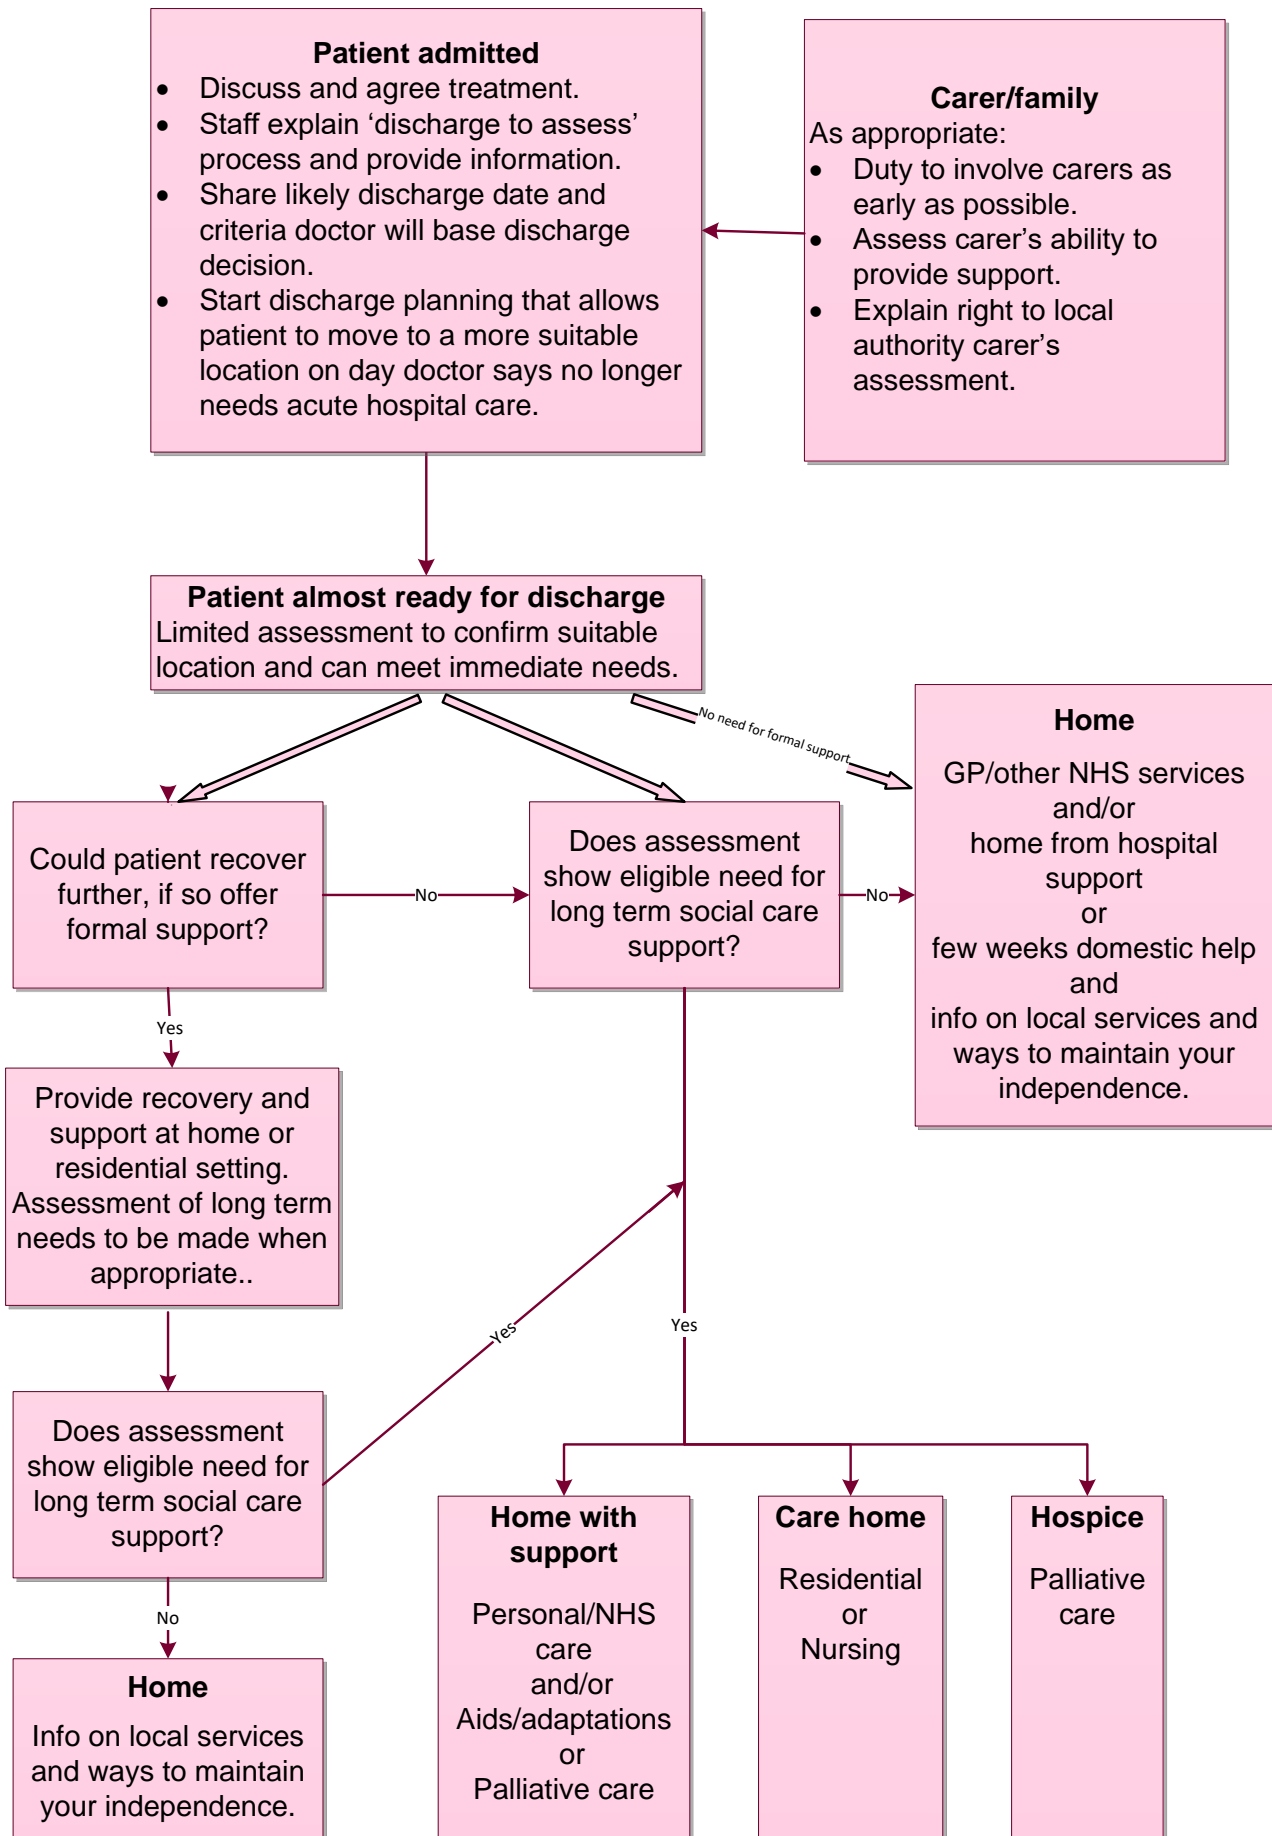 Patient admitted
• Discuss and agree treatment.
• Staff explain ‘discharge to assess’
process and provide information.
• Share likely discharge date and
criteria doctor will base discharge
decision.
• Start discharge planning that allows
patient to move to a more suitable
location on day doctor says no longer
needs acute hospital care.
Carer/family
As appropriate:
• Duty to involve carers as
early as possible.
• Assess carer’s ability to
provide support.
• Explain right to local
authority carer’s
assessment.
Patient almost ready for discharge
Limited assessment to confirm suitable
location and can meet immediate needs.
No need for formal support
Home
GP/other NHS services
and/or
home from hospital
support
or
few weeks domestic help
and
info on local services and
ways to maintain your
independence.
Could patient recover
further, if so offer
formal support?
No
Does assessment
show eligible need for
long term social care
support?
No
Yes
Provide recovery and
support at home or
residential setting.
Assessment of long term
needs to be made when
appropriate..
Yes
Yes
Does assessment
show eligible need for
long term social care
support?
No
Home
Info on local services
and ways to maintain
your independence.
Home with
support
Personal/NHS
care
and/or
Aids/adaptations
or
Palliative care
Care home
Residential
or
Nursing
Hospice
Palliative
care